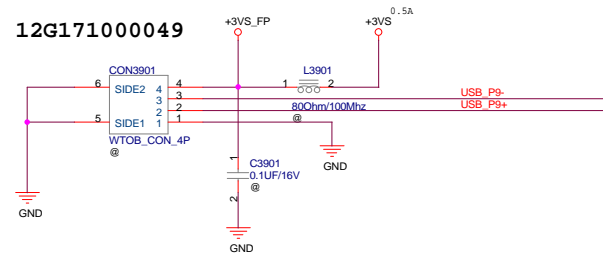 0.5A
+3VS_FP
+3VS
12G171000049
CON3901
L3901
6 SIDE2 4 4
1 2
3 3
USB_P9-
2 2
USB_P9+
80Ohm/100Mhz
@
5 SIDE1 1 1
WTOB_CON_4P
@
GND
1
C3901
0.1UF/16V
@
2
GND
GND